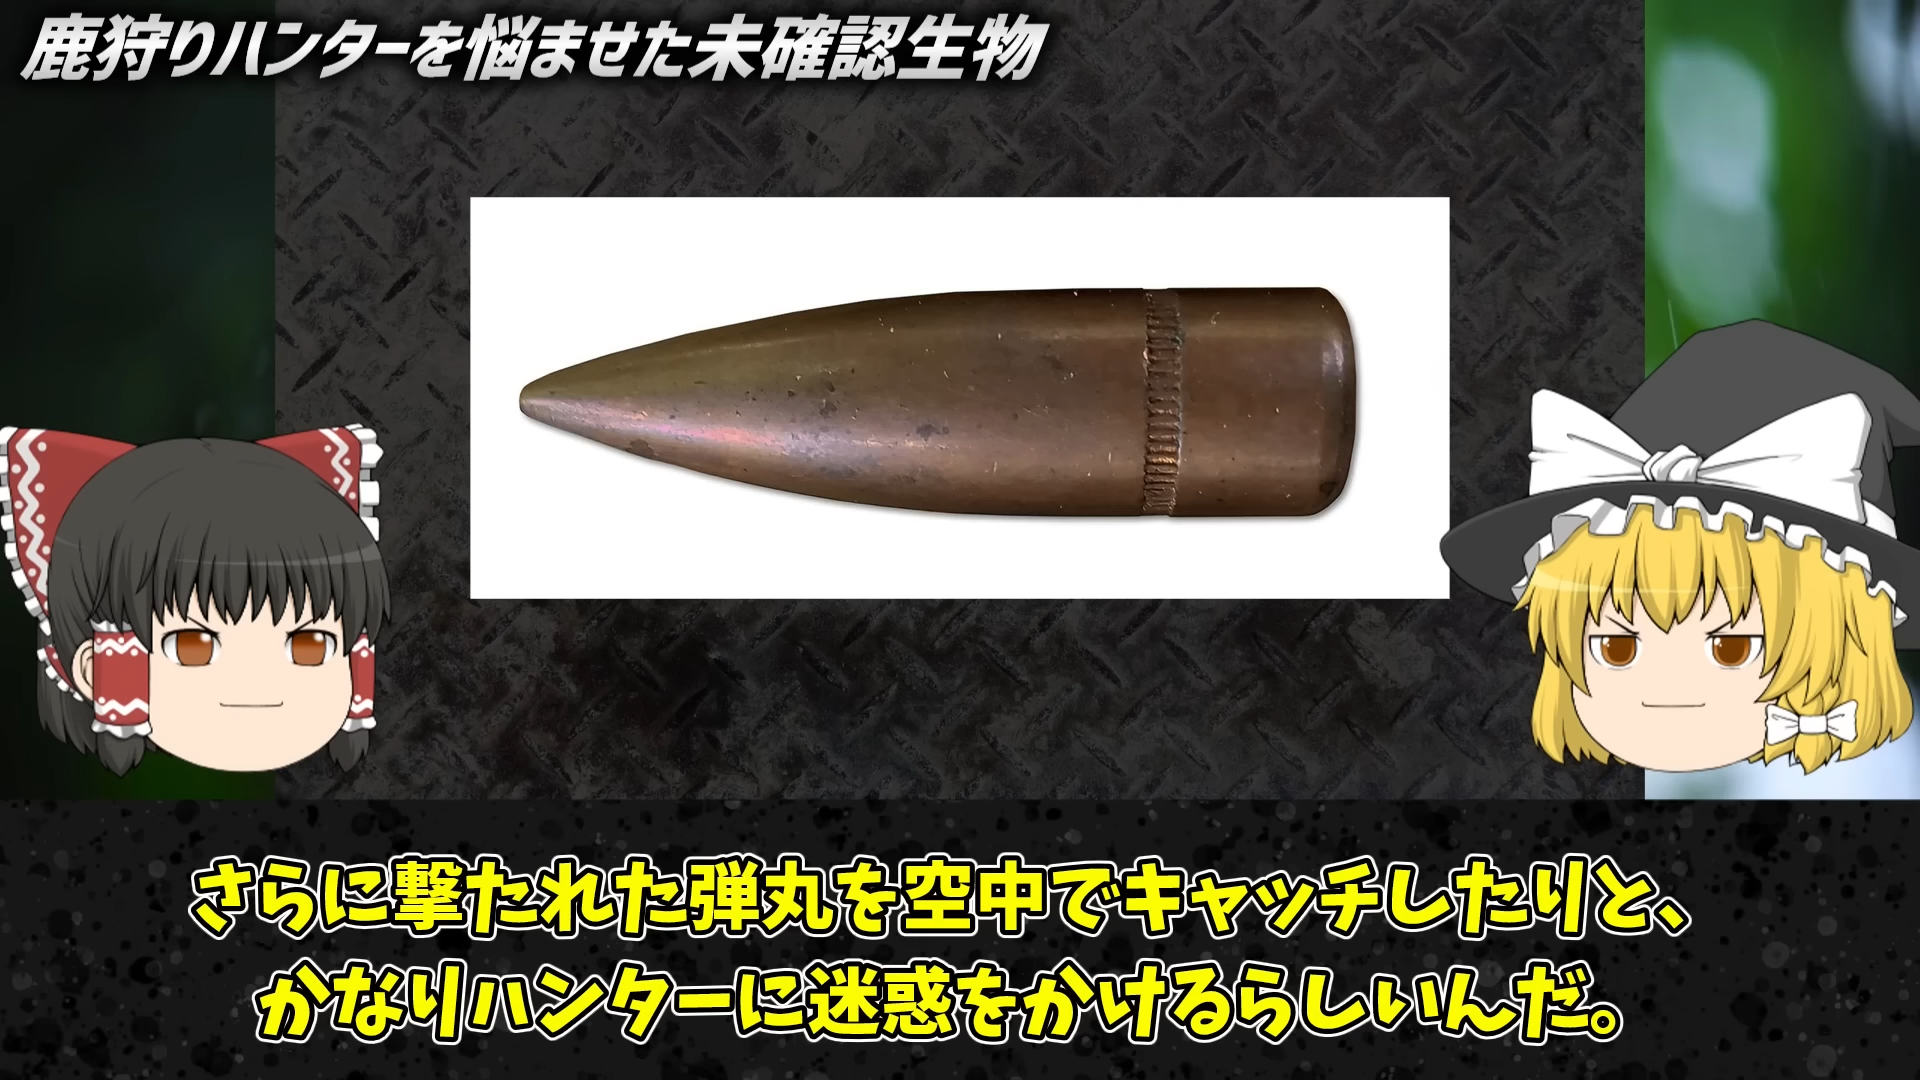 鹿狩りハンターを悩ませた未確認生物
さらに撃たれた弾丸を空中でキャッチしたりと、
かなりハンターに迷惑をかけるらしいんだ。